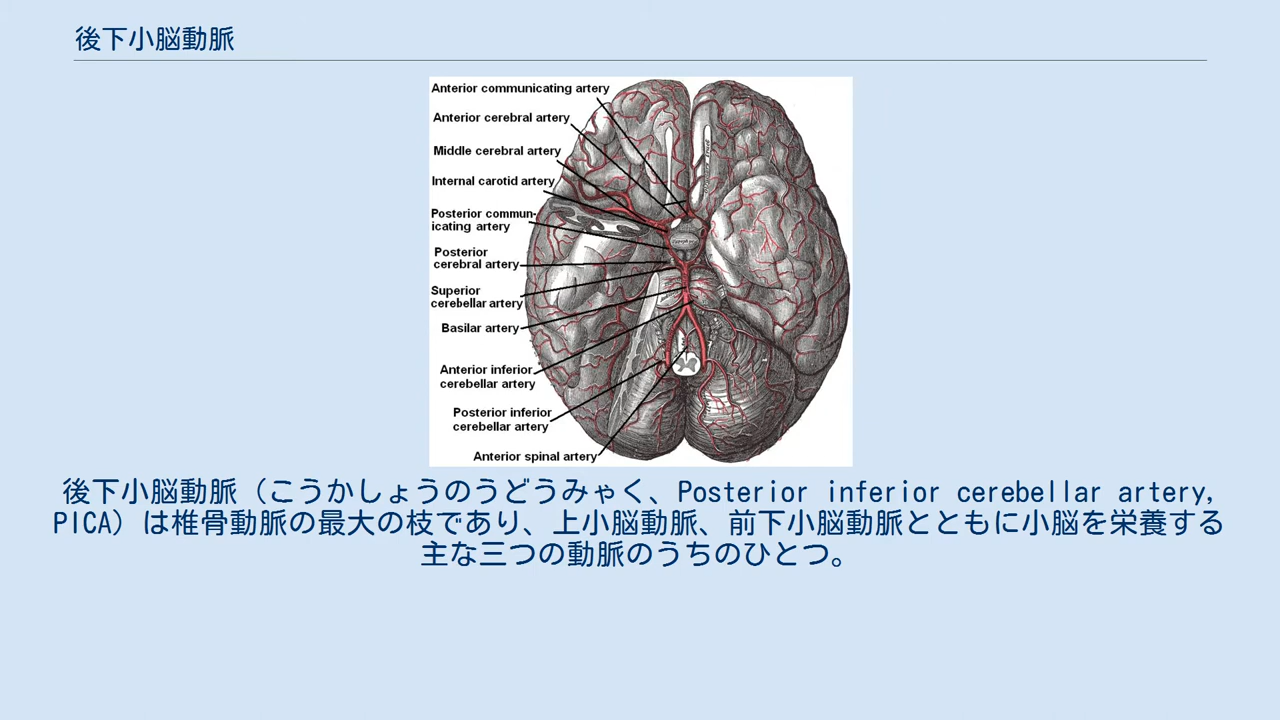 後下小脳動脈
Anterior communicating artery
Anterior cerebral artery
Middle cerebral artery
Internal carotid artery
Posterior commun-
icating artery
Posterior
cerebral artery
Superior
cerebellar artery
Basilar artery
Anterior inferior
cerebellar artery
Posterior inferior
cerebellar artery
Anterior spinal artery
後下小脳動脈（こうかしょうのうどうみゃく、Posterior inferior cerebellar artery,
PICA）は椎骨動脈の最大の枝であり、上小脳動脈、前下小脳動脈とともに小脳を栄養する
主な三つの動脈のうちのひとつ。